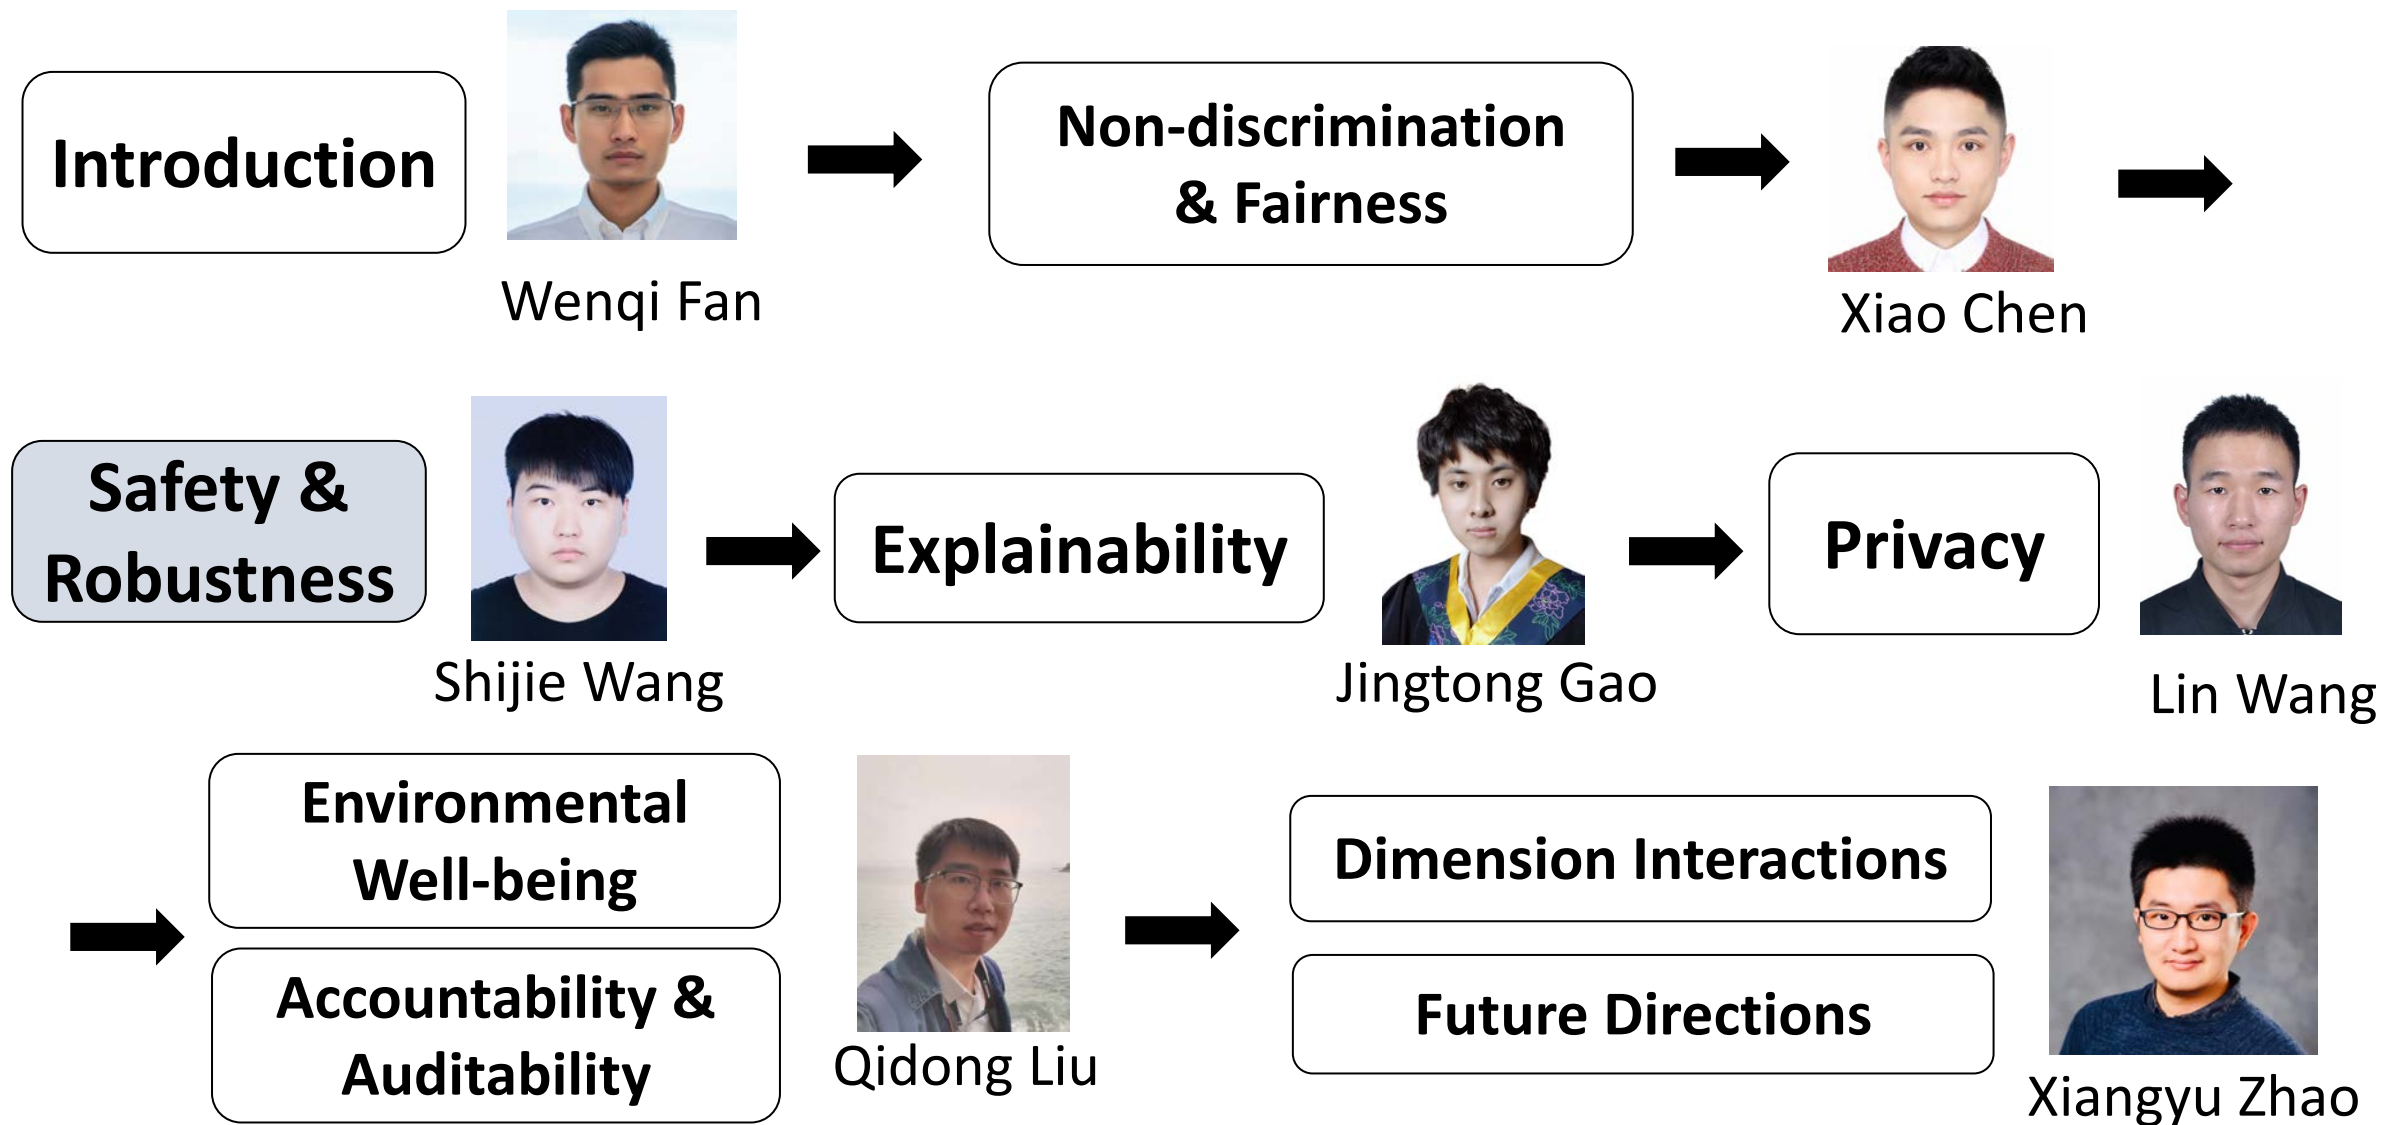 Introduction
Wenqi Fan
Non-discrimination
& Fairness
Xiao Chen
Safety &
Robustness
Shijie Wang
Explainability
Jingtong Gao
Privacy
Lin Wang
Environmental
Well-being
Accountability &
Auditability
Qidong Liu
Dimension Interactions
Future Directions
Xiangyu Zhao